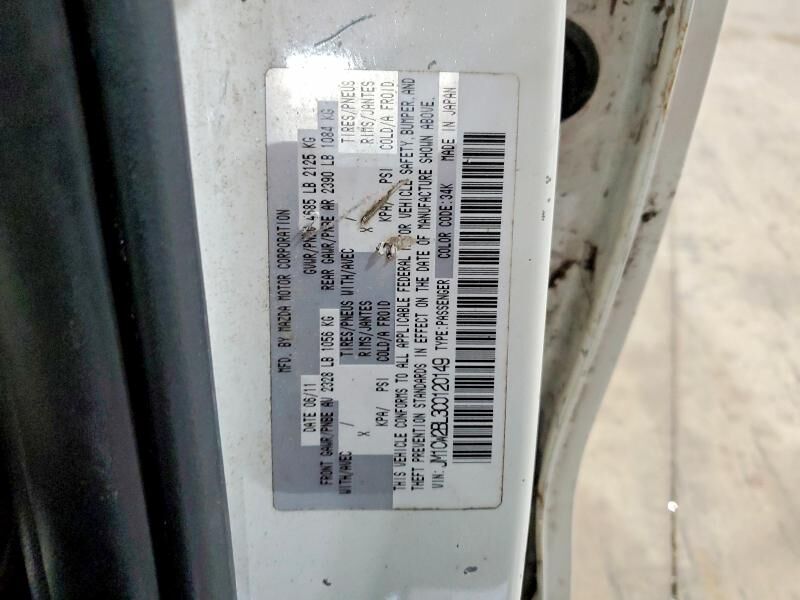 MFD. BY MAZDA MOTOR CORPORATION
DATE 06/11 GVWR/PNBE 4685 LB 2125 KG
FRONT GAWR/PNBE AV 2328 LB 1056 KG REAR GAWR/PNBE AR 2390 LB 1084 KG
WITH/AVEC / TIRES/PNEUS WITH/AVEC / TIRES/PNEUS
X RIMS/JANTES X RIMS/JANTES
KPA/ PSI COLD/A FROID KPA/ PSI COLD/A FROID
THIS VEHICLE CONFORMS TO ALL APPLICABLE FEDERAL MOTOR VEHICLE SAFETY, BUMPER, AND
THEFT PREVENTION STANDARDS IN EFFECT ON THE DATE OF MANUFACTURE SHOWN ABOVE.
VIN: JM1CW2BL3C0120149 TYPE: PASSENGER COLOR CODE: 34K MADE IN JAPAN